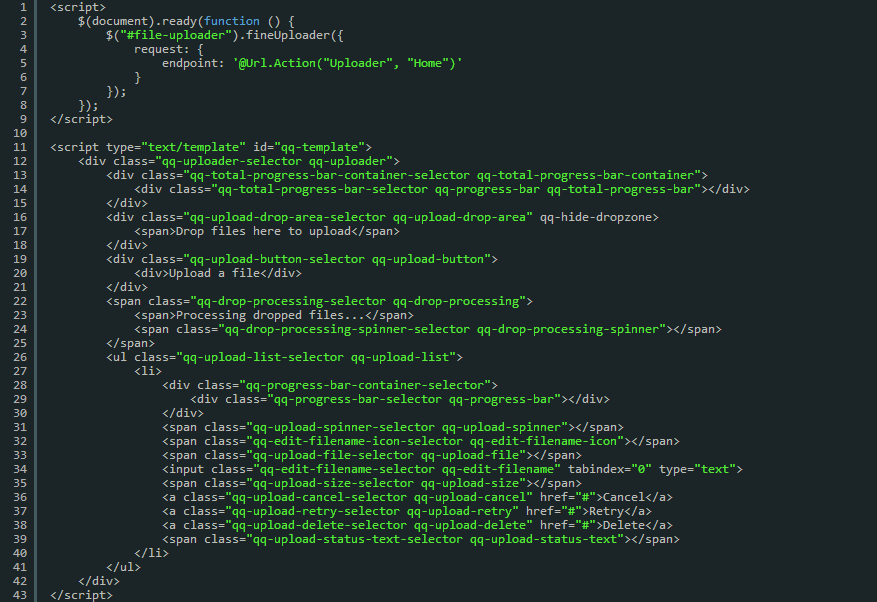 1 <script>
2     $(document).ready(function () {
3         $("#file-uploader").fineUploader({
4             request: {
5                 endpoint: '@Url.Action("Uploader", "Home")'
6             }
7         });
8     });
9 </script>
10
11 <script type="text/template" id="qq-template">
12     <div class="qq-uploader-selector qq-uploader">
13         <div class="qq-total-progress-bar-container-selector qq-total-progress-bar-container">
14             <div class="qq-total-progress-bar-selector qq-progress-bar qq-total-progress-bar"></div>
15         </div>
16         <div class="qq-upload-drop-area-selector qq-upload-drop-area" qq-hide-dropzone>
17             <span>Drop files here to upload</span>
18         </div>
19         <div class="qq-upload-button-selector qq-upload-button">
20             <div>Upload a file</div>
21         </div>
22         <span class="qq-drop-processing-selector qq-drop-processing">
23             <span>Processing dropped files...</span>
24             <span class="qq-drop-processing-spinner-selector qq-drop-processing-spinner"></span>
25         </span>
26         <ul class="qq-upload-list-selector qq-upload-list">
27             <li>
28                 <div class="qq-progress-bar-container-selector">
29                     <div class="qq-progress-bar-selector qq-progress-bar"></div>
30                 </div>
31                 <span class="qq-upload-spinner-selector qq-upload-spinner"></span>
32                 <span class="qq-edit-filename-icon-selector qq-edit-filename-icon"></span>
33                 <span class="qq-upload-file-selector qq-upload-file"></span>
34                 <input class="qq-edit-filename-selector qq-edit-filename" tabindex="0" type="text">
35                 <span class="qq-upload-size-selector qq-upload-size"></span>
36                 <a class="qq-upload-cancel-selector qq-upload-cancel" href="#">Cancel</a>
37                 <a class="qq-upload-retry-selector qq-upload-retry" href="#">Retry</a>
38                 <a class="qq-upload-delete-selector qq-upload-delete" href="#">Delete</a>
39                 <span class="qq-upload-status-text-selector qq-upload-status-text"></span>
40             </li>
41         </ul>
42     </div>
43 </script>